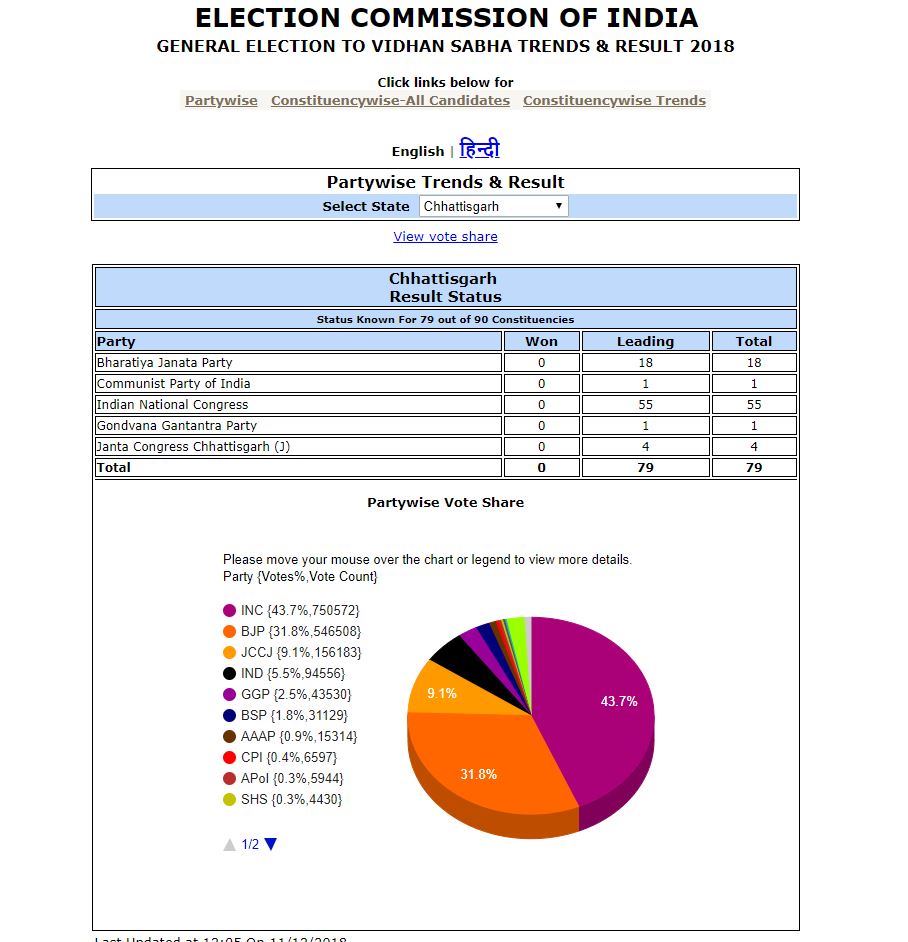 ELECTION COMMISSION OF INDIA
GENERAL ELECTION TO VIDHAN SABHA TRENDS & RESULT 2018
Click links below for
Partywise Constituencywise-All Candidates Constituencywise Trends
English | हिन्दी
Partywise Trends & Result
Select State Chhattisgarh
View vote share
Chhattisgarh
Result Status
Status Known For 79 out of 90 Constituencies
Party Won Leading Total
Bharatiya Janata Party 0 18 18
Communist Party of India 0 1 1
Indian National Congress 0 55 55
Gondvana Gantantra Party 0 1 1
Janta Congress Chhattisgarh (J) 0 4 4
Total 0 79 79
Partywise Vote Share
Please move your mouse over the chart or legend to view more details.
Party {Votes%,Vote Count}
INC {43.7%,750572}
BJP {31.8%,546508}
JCCJ {9.1%,156183}
IND {5.5%,94556}
GGP {2.5%,43530}
BSP {1.8%,31129}
AAAP {0.9%,15314}
CPI {0.4%,6597}
APoI {0.3%,5944}
SHS {0.3%,4430}
1/2
43.7%
9.1%
31.8%
Last Updated at 12:05 On 11/12/2018